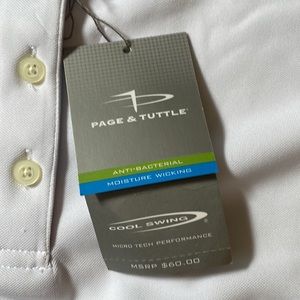 PAGE & TUTTLE
ANTI-BACTERIAL
MOISTURE WICKING
COOL SWING
MICRO TECH PERFORMANCE
MSRP $60.00